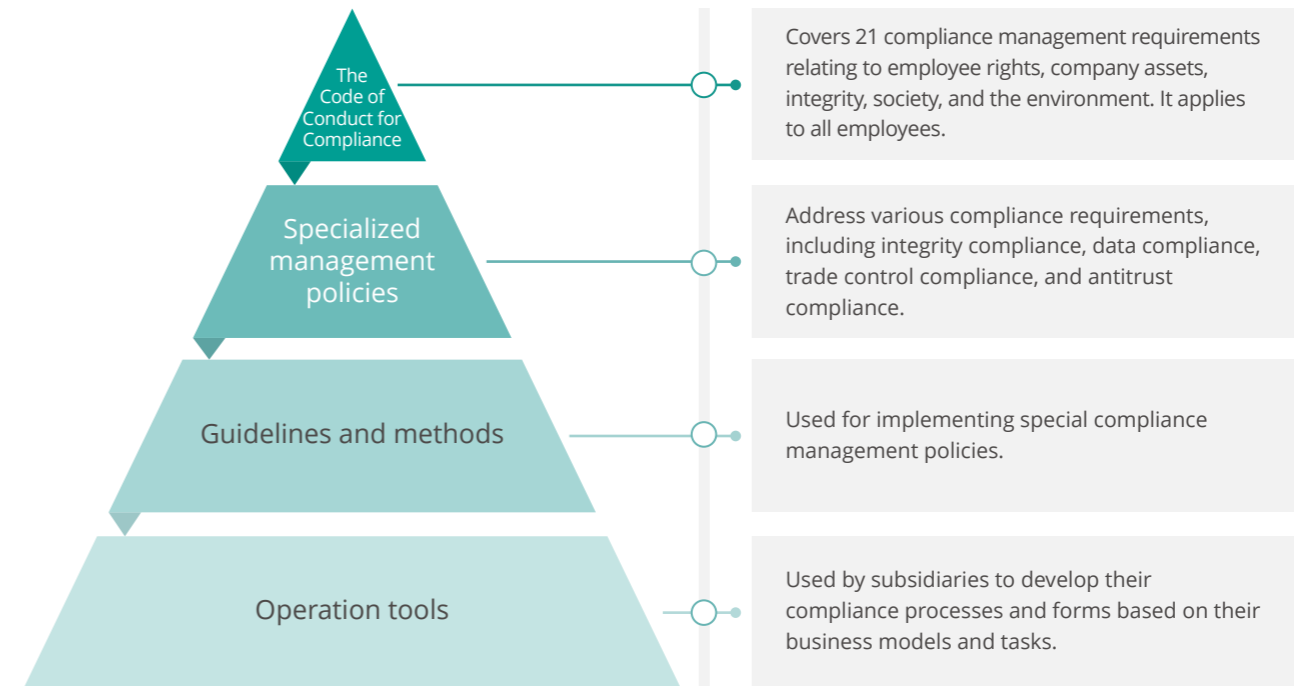 The
Code of
Conduct for
Compliance
Covers 21 compliance management requirements
relating to employee rights, company assets,
integrity, society, and the environment. It applies
to all employees.
Specialized
management
policies
Address various compliance requirements,
including integrity compliance, data compliance,
trade control compliance, and antitrust
compliance.
Guidelines and methods
Used for implementing special compliance
management policies.
Operation tools
Used by subsidiaries to develop their
compliance processes and forms based on their
business models and tasks.